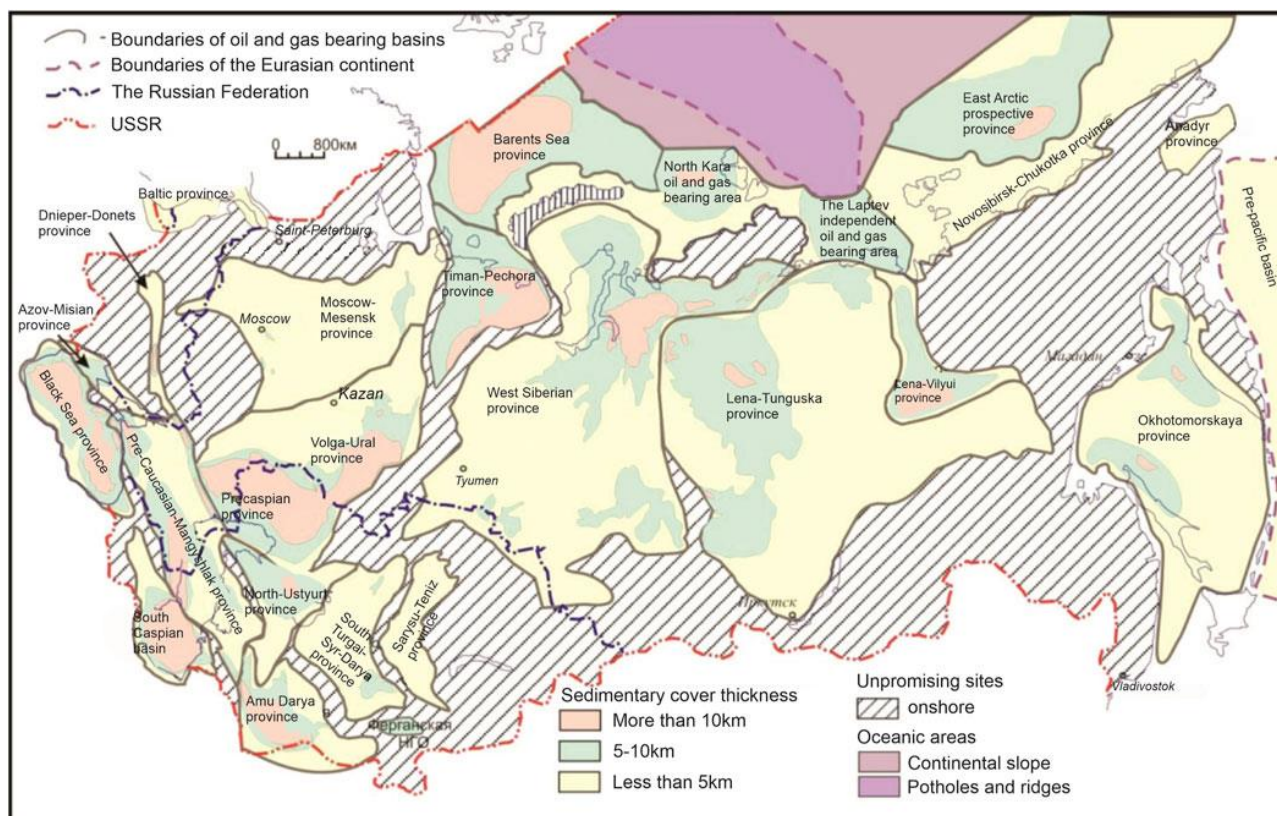 Boundaries of oil and gas bearing basins
Boundaries of the Eurasian continent
The Russian Federation
USSR
800км
Baltic province
Dnieper-Donets
province
Saint-Peterburg
Azov-Misian
province
Moscow
Moscow-
Mesensk
province
Barents Sea
province
North Kara
oil and gas
bearing area
East Arctic
prospective
province
Anadyr
province
Novosibirsk-Chukotka province
The Laptev
independent
oil and gas
bearing area
Pre-pacific basin
Timan-Pechora
province
Kazan
Black Sea province
Volga-Ural
province
West Siberian
province
Tyumen
Lena-Tunguska
province
Lena-Vilyui
province
Магадан
Okhotomorskaya
province
Precaspian
province
Pre-Caucasian-Mangyshlak province
North-Ustyurt
province
South
Caspian
basin
South-
Turgai-
Syr-Darya
province
Sarysu-Teniz
province
Amu Darya
province
Ферганская
НГО
Иркутск
Vladivostok
Sedimentary cover thickness
More than 10km
5-10km
Less than 5km
Unpromising sites
onshore
Oceanic areas
Continental slope
Potholes and ridges